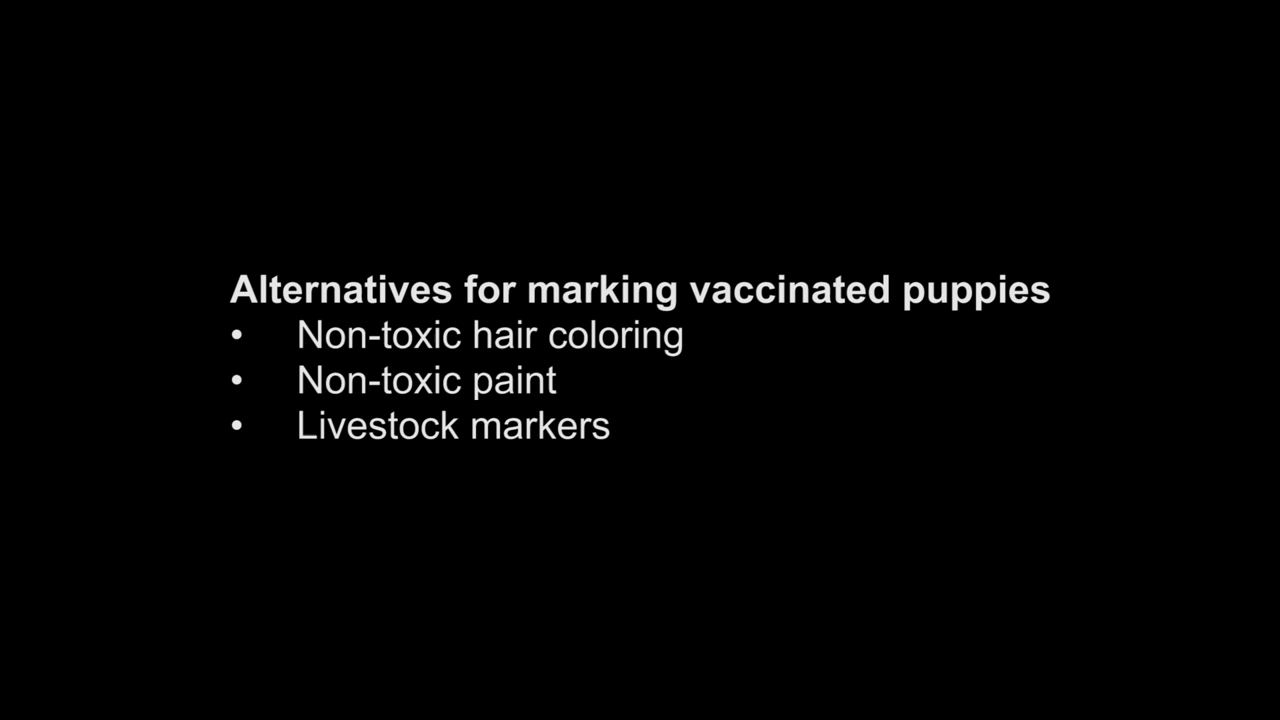 Alternatives for marking vaccinated puppies
• Non-toxic hair coloring
• Non-toxic paint
• Livestock markers